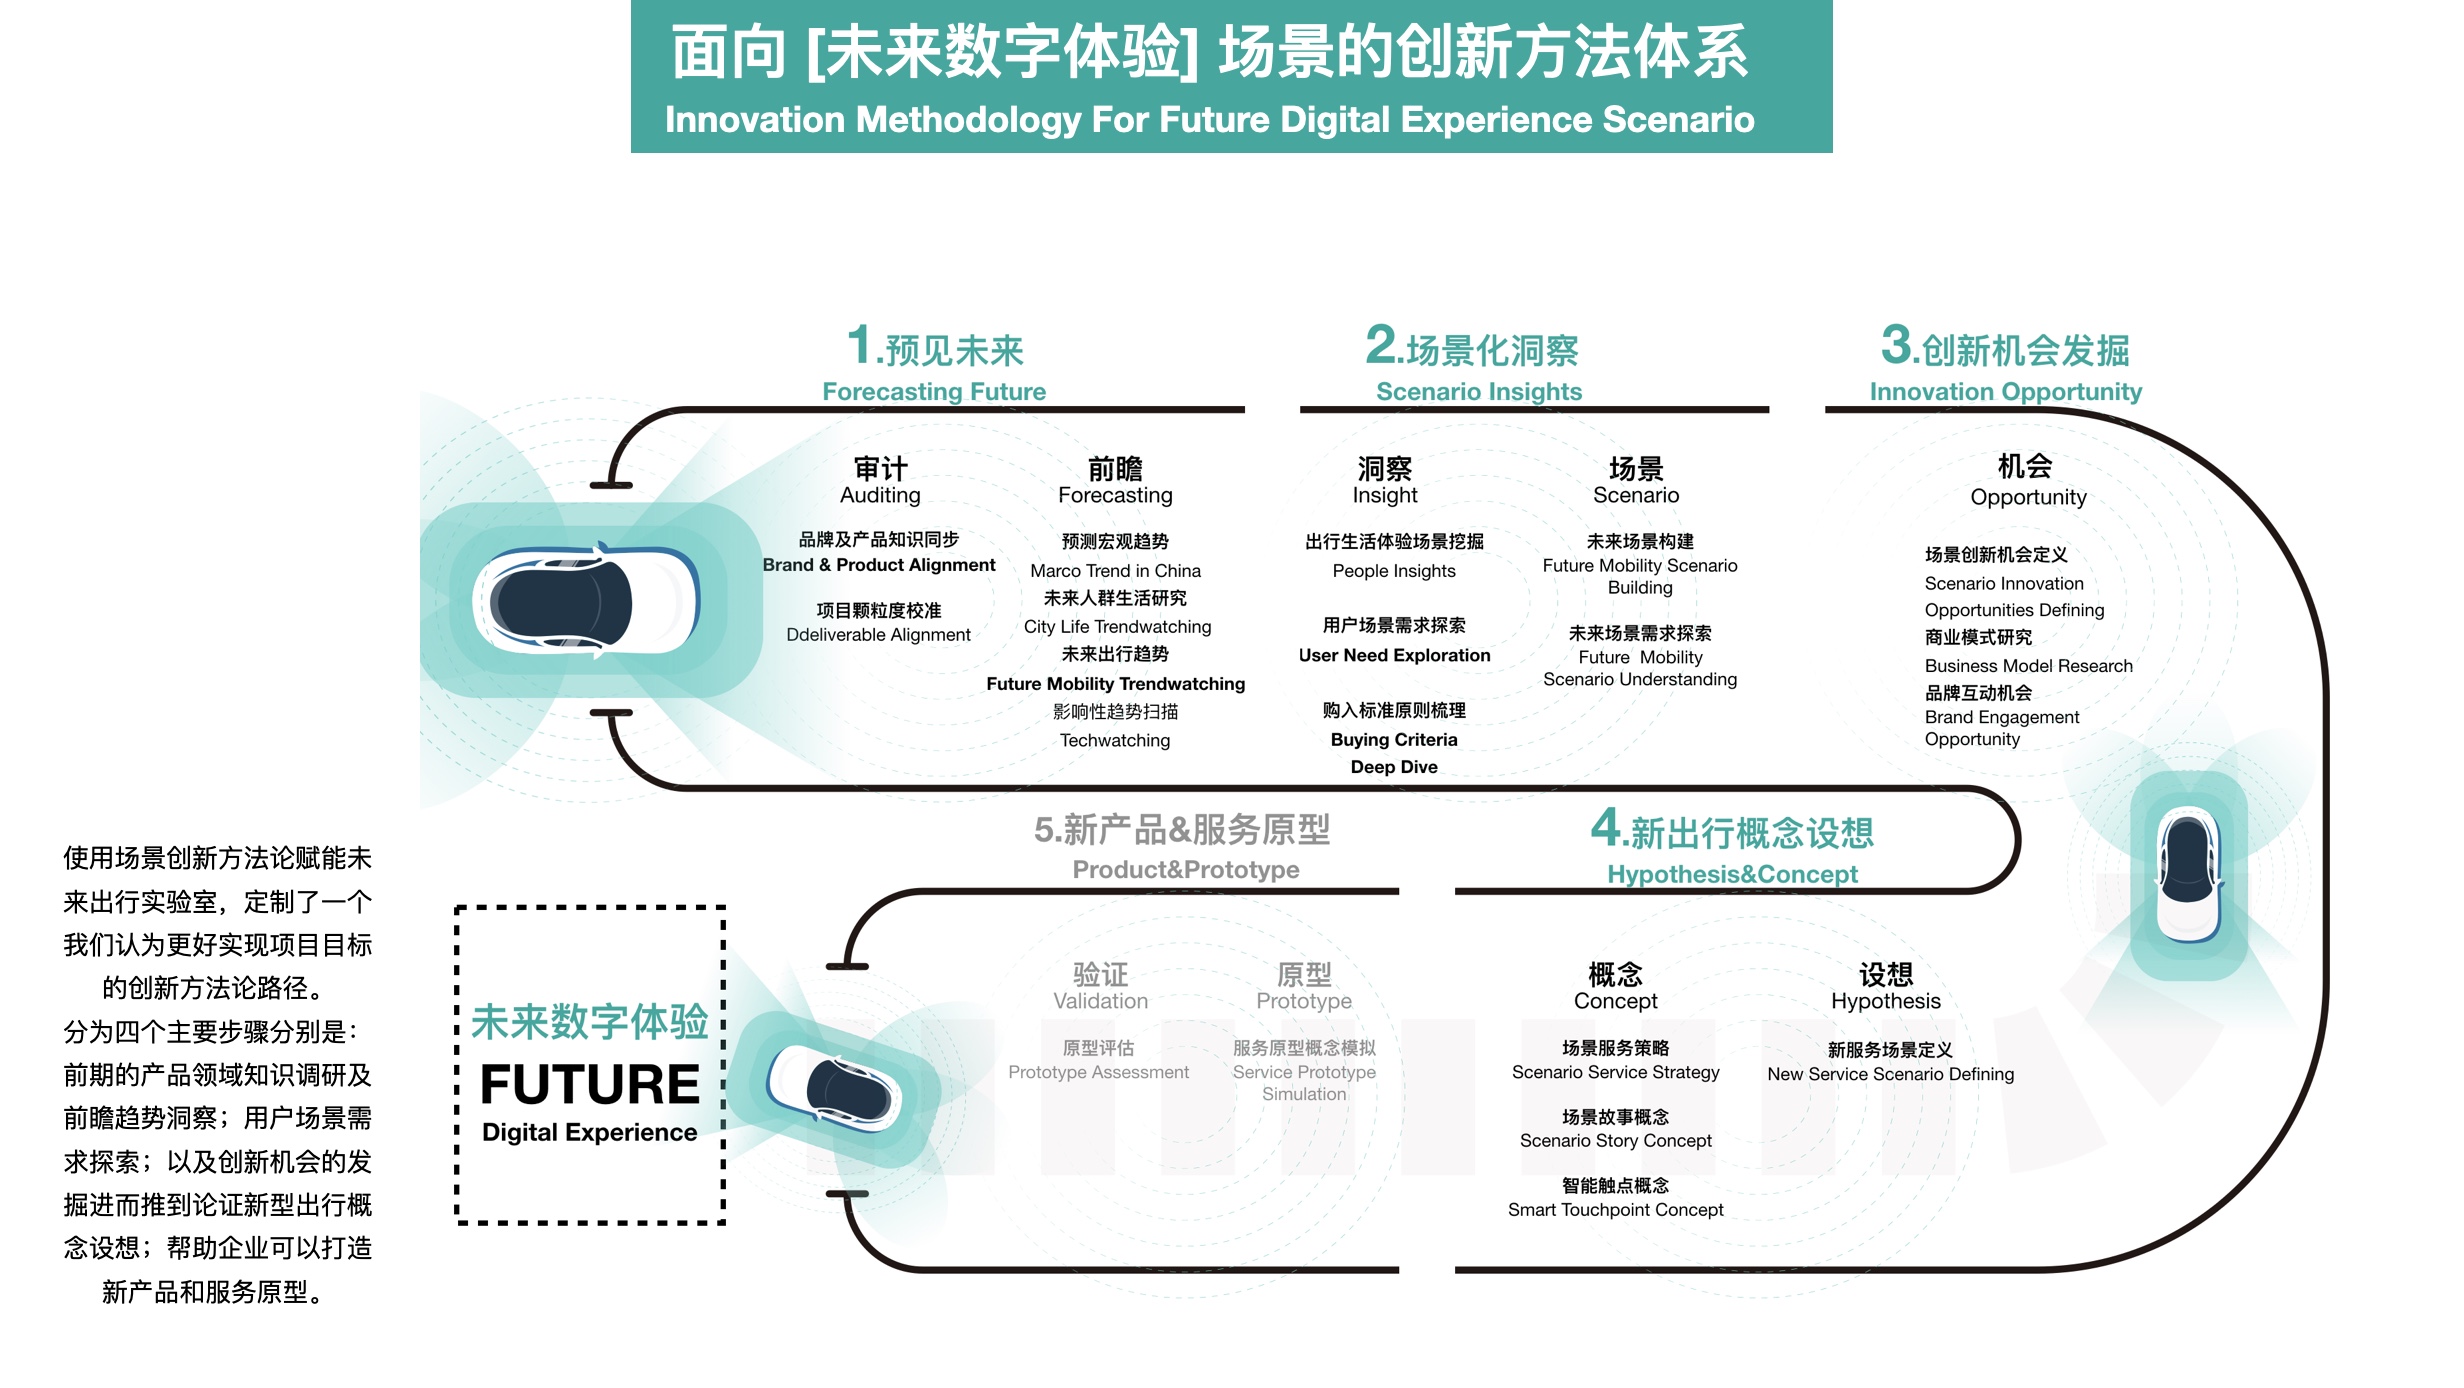 面向 [未来数字体验] 场景的创新方法体系
Innovation Methodology For Future Digital Experience Scenario
1.预见未来
Forecasting Future
审计
Auditing
品牌及产品知识同步
Brand & Product Alignment
项目颗粒度校准
Ddeliverable Alignment
前瞻
Forecasting
预测宏观趋势
Marco Trend in China
未来人群生活研究
City Life Trendwatching
未来出行趋势
Future Mobility Trendwatching
影响性趋势扫描
Techwatching
2.场景化洞察
Scenario Insights
洞察
Insight
出行生活体验场景挖掘
People Insights
用户场景需求探索
User Need Exploration
购入标准原则梳理
Buying Criteria
Deep Dive
场景
Scenario
未来场景构建
Future Mobility Scenario
Building
未来场景需求探索
Future  Mobility
Scenario Understanding
3.创新机会发掘
Innovation Opportunity
机会
Opportunity
场景创新机会定义
Scenario Innovation
Opportunities Defining
商业模式研究
Business Model Research
品牌互动机会
Brand Engagement
Opportunity
4.新出行概念设想
Hypothesis&Concept
概念
Concept
场景服务策略
Scenario Service Strategy
场景故事概念
Scenario Story Concept
智能触点概念
Smart Touchpoint Concept
设想
Hypothesis
新服务场景定义
New Service Scenario Defining
5.新产品&服务原型
Product&Prototype
验证
Validation
原型评估
Prototype Assessment
原型
Prototype
服务原型概念模拟
Service Prototype
Simulation
未来数字体验
FUTURE
Digital Experience
使用场景创新方法论赋能未
来出行实验室，定制了一个
我们认为更好实现项目目标
的创新方法论路径。
分为四个主要步骤分别是：
前期的产品领域知识调研及
前瞻趋势洞察；用户场景需
求探索；以及创新机会的发
掘进而推到论证新型出行概
念设想；帮助企业可以打造
新产品和服务原型。